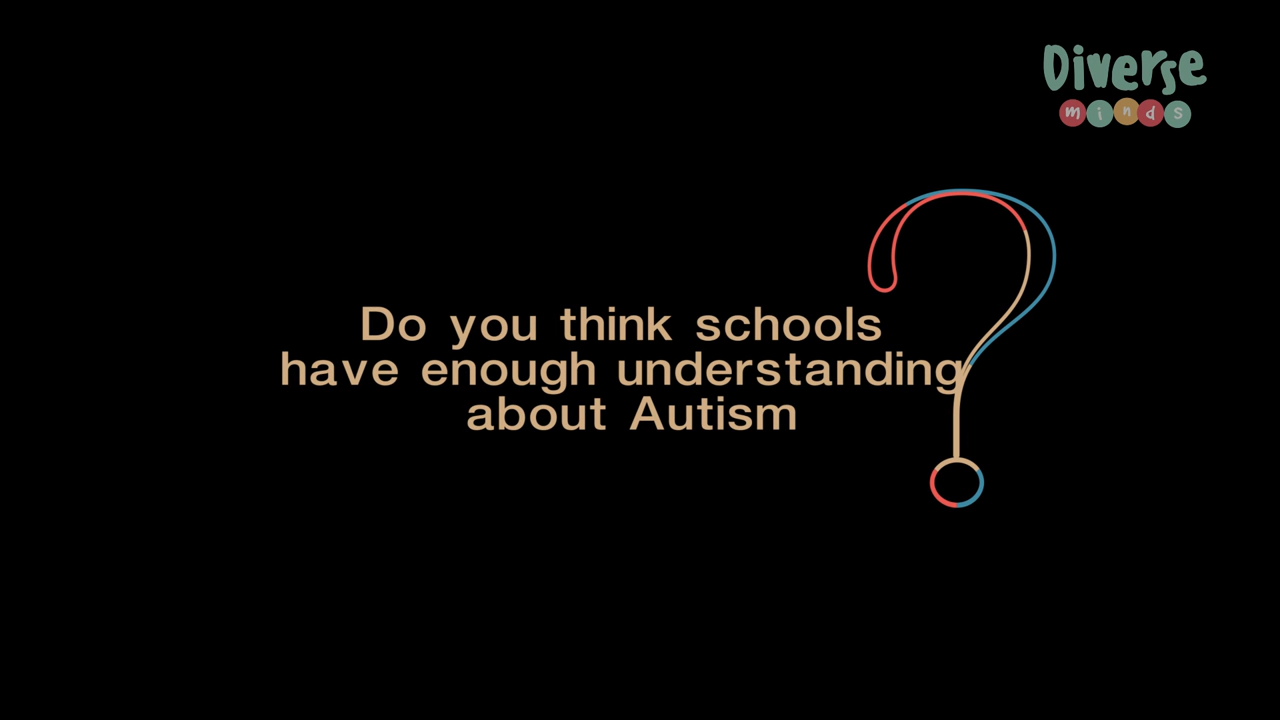 Diverse
minds
Do you think schools
have enough understanding
about Autism
?